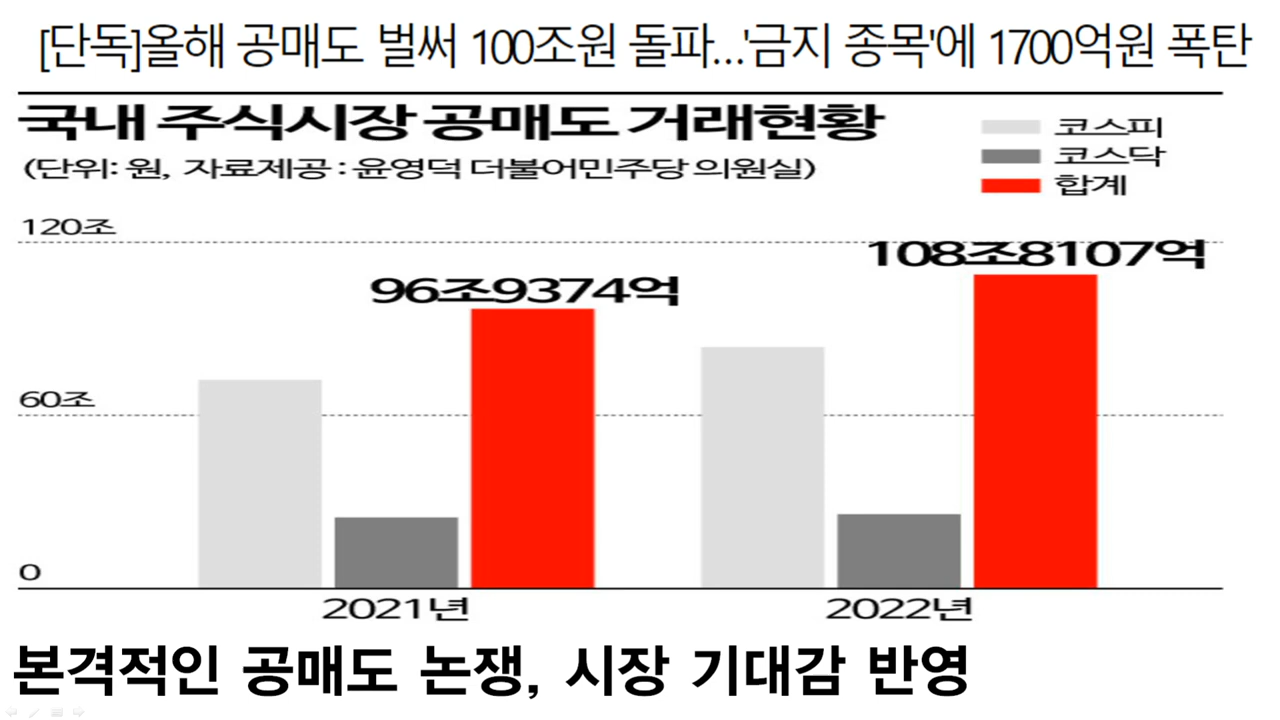 [단독]올해 공매도 벌써 100조원 돌파...'금지 종목'에 1700억원 폭탄
국내 주식시장 공매도 거래현황
(단위: 원, 자료제공 : 윤영덕 더불어민주당 의원실)
코스피
코스닥
합계
120조
108조8107억
96조9374억
60조
0
2021년
2022년
본격적인 공매도 논쟁, 시장 기대감 반영